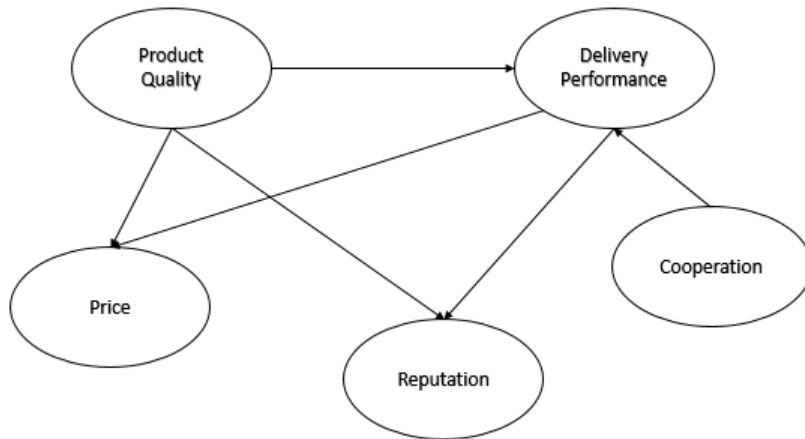 Product
Quality
Delivery
Performance
Cooperation
Price
Reputation